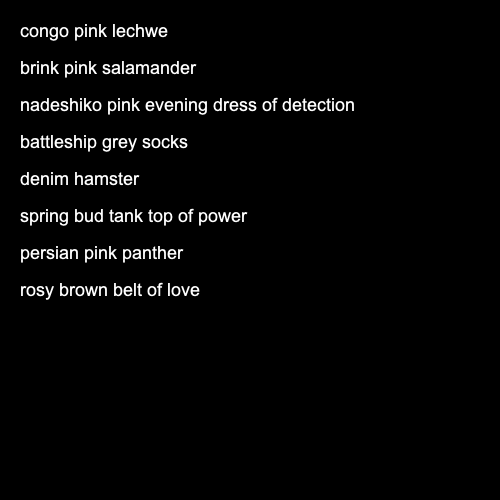 congo pink lechwe
brink pink salamander
nadeshiko pink evening dress of detection
battleship grey socks
denim hamster
spring bud tank top of power
persian pink panther
rosy brown belt of love